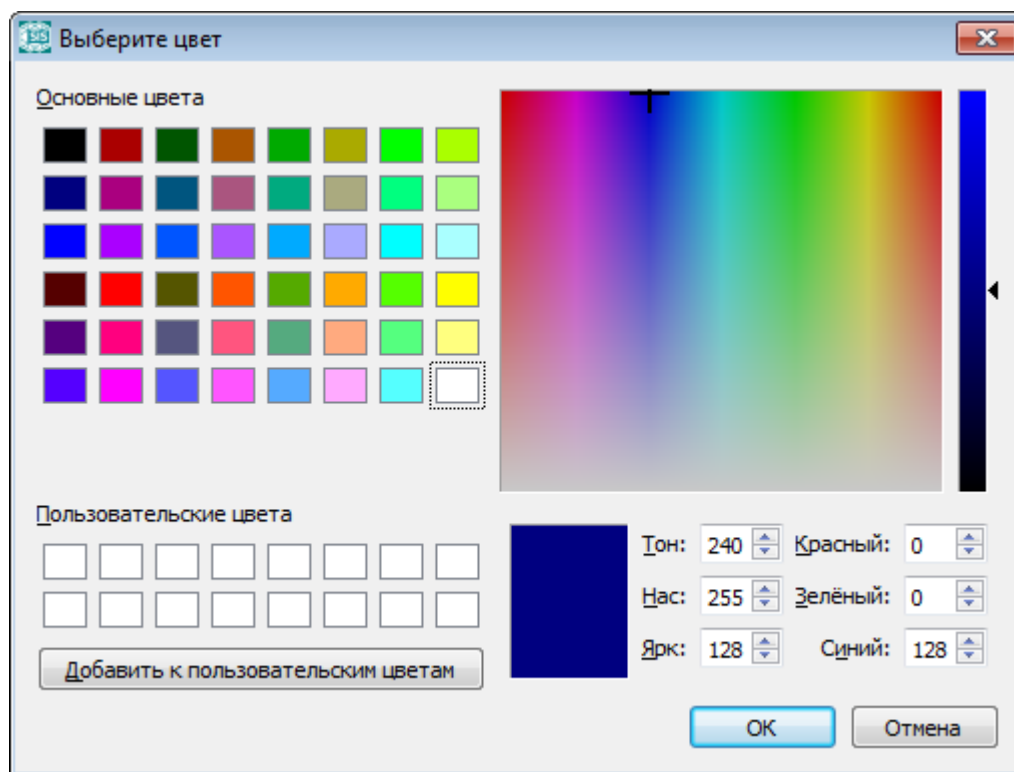 Выберите цвет
Основные цвета
Пользовательские цвета
Добавить к пользовательским цветам
Тон: 240 Красный: 0
Нас: 255 Зелёный: 0
Ярк: 128 Синий: 128
OK Отмена